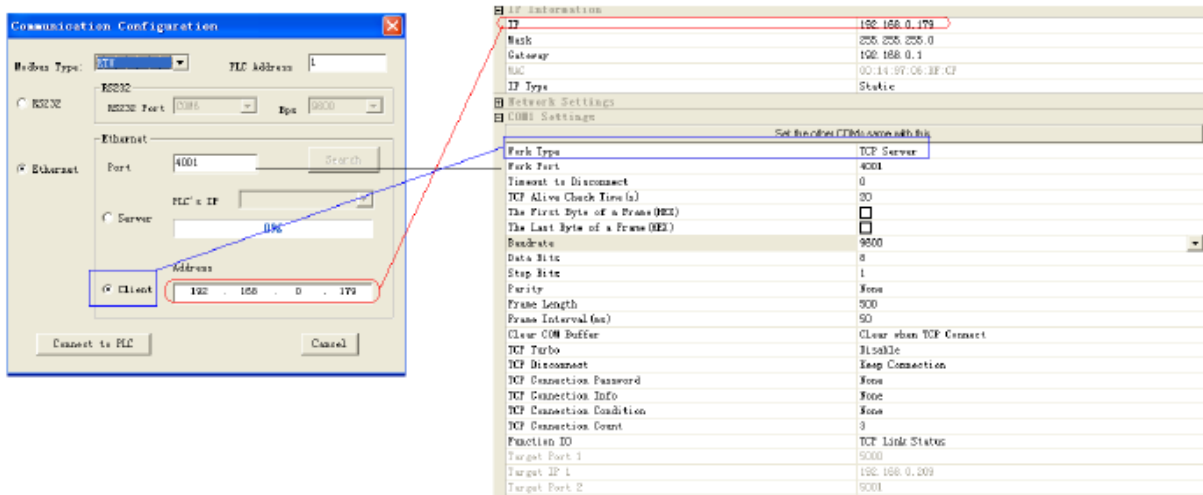 Communication Configuration
Modbus Type: RTU PLC Address 1
RS232
RS232 RS232 Port COM6 Bps 9600
Ethernet
Ethernet Port 4001 Search
PLC's IP
Server
0%
Address
Client 192 . 168 . 0 . 179
Connect to PLC Cancel
IP Information
IP 192.168.0.179
Mask 255.255.255.0
Gateway 192.168.0.1
MAC
IP Type Static
Network Settings
COM1 Settings
Set the other COMs same with this
Work Type TCP Server
Work Port 4001
Timeout to Disconnect 0
TCP Alive Check Time(s) 20
The First Byte of a Frame(HEX)
The Last Byte of a Frame(HEX)
Baudrate 9600
Data Bits 8
Stop Bits 1
Parity None
Frame Length 500
Frame Interval(ms) 50
Clear COM Buffer Clear when TCP Connect
TCP Turbo Disable
TCP Disconnect Keep Connection
TCP Connection Password None
TCP Connection Info None
TCP Connection Condition None
TCP Connection Count 3
Function IO TCP Link Status
Target Port 1 5000
Target IP 1 192.168.0.209
Target Port 2 5001